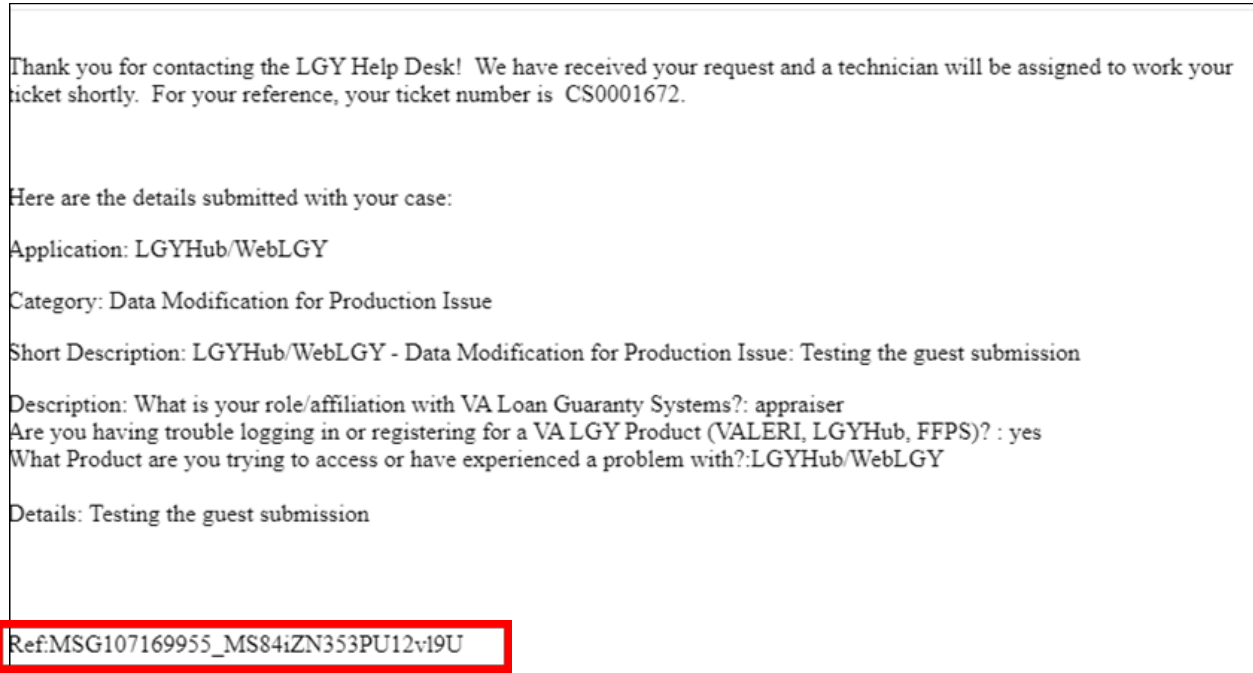 Thank you for contacting the LGY Help Desk!  We have received your request and a technician will be assigned to work your
ticket shortly.  For your reference, your ticket number is  CS0001672.
Here are the details submitted with your case:
Application: LGYHub/WebLGY
Category: Data Modification for Production Issue
Short Description: LGYHub/WebLGY - Data Modification for Production Issue: Testing the guest submission
Description: What is your role/affiliation with VA Loan Guaranty Systems?: appraiser
Are you having trouble logging in or registering for a VA LGY Product (VALERI, LGYHub, FFPS)? : yes
What Product are you trying to access or have experienced a problem with?:LGYHub/WebLGY
Details: Testing the guest submission
Ref:MSG107169955_MS84iZN353PU12vl9U